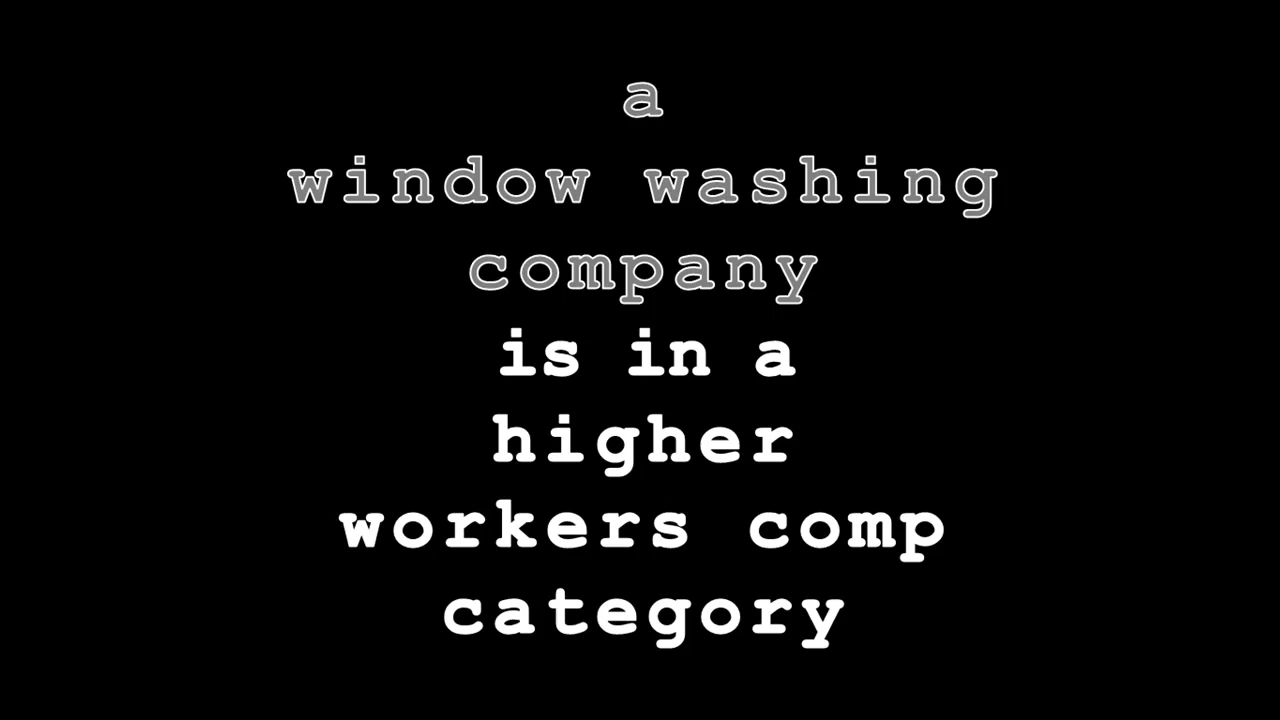 a
window washing
company
is in a
higher
workers comp
category